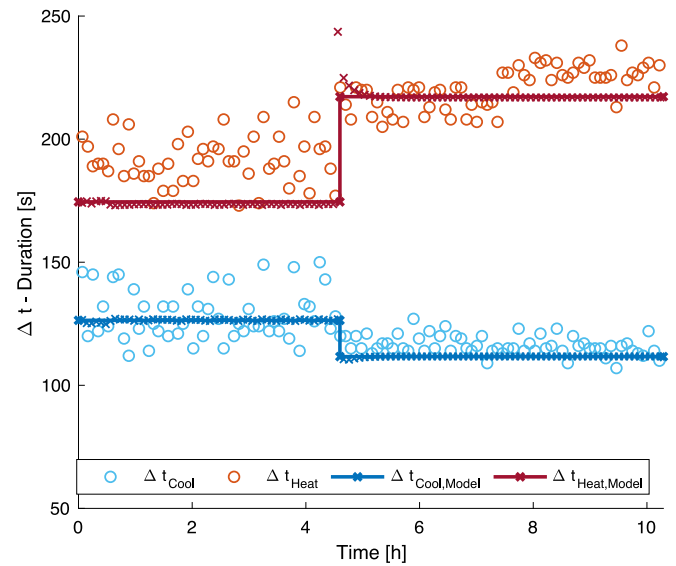 250
200
150
100
50
Δ t - Duration [s]
Δ t_Cool Δ t_Heat Δ t_Cool,Model Δ t_Heat,Model
0 2 4 6 8 10
Time [h]